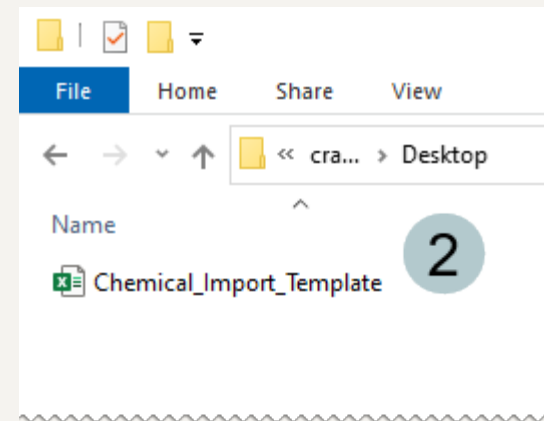 File Home Share View
cra... Desktop
Name
2
Chemical_Import_Template